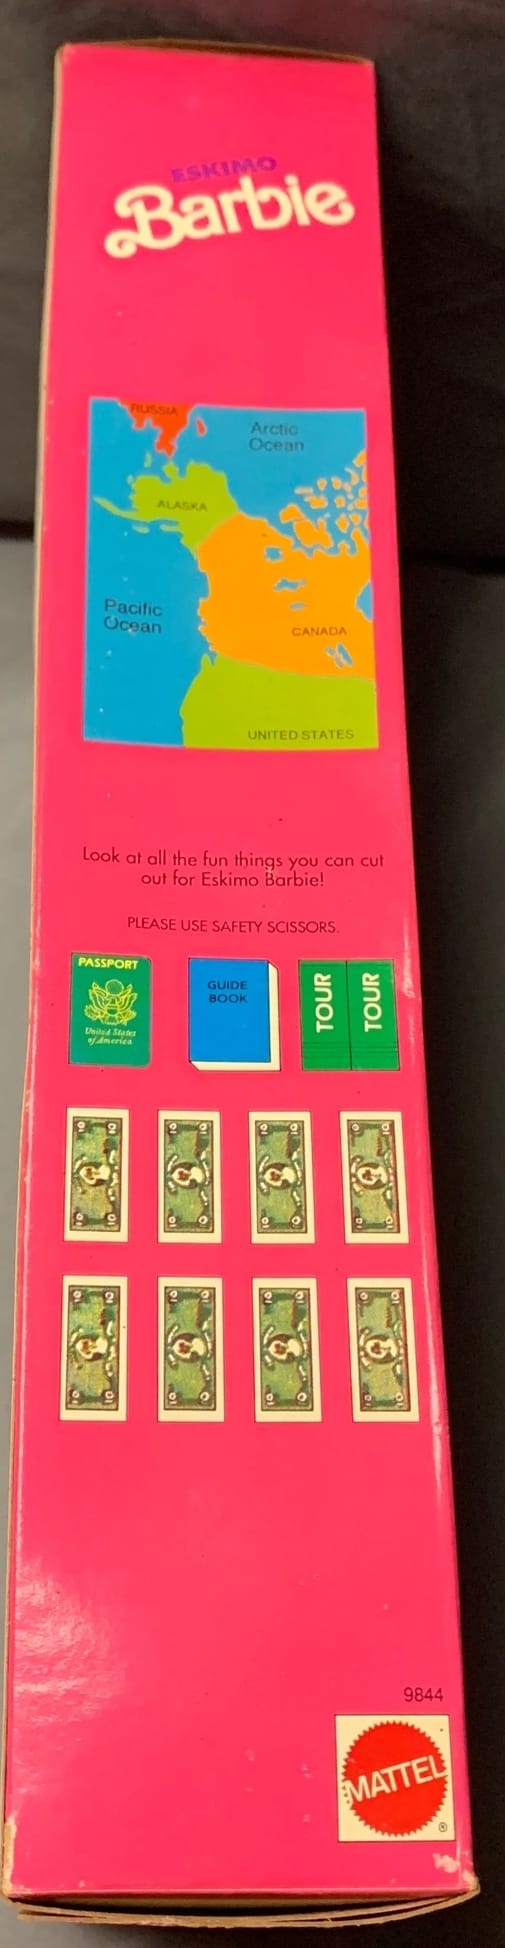 ESKIMO
Barbie
RUSSIA
Arctic
Ocean
ALASKA
Pacific
Ocean
CANADA
UNITED STATES
Look at all the fun things you can cut
out for Eskimo Barbie!
PLEASE USE SAFETY SCISSORS.
PASSPORT
United States
of America
GUIDE
BOOK
TOUR
TOUR
9844
MATTEL
®